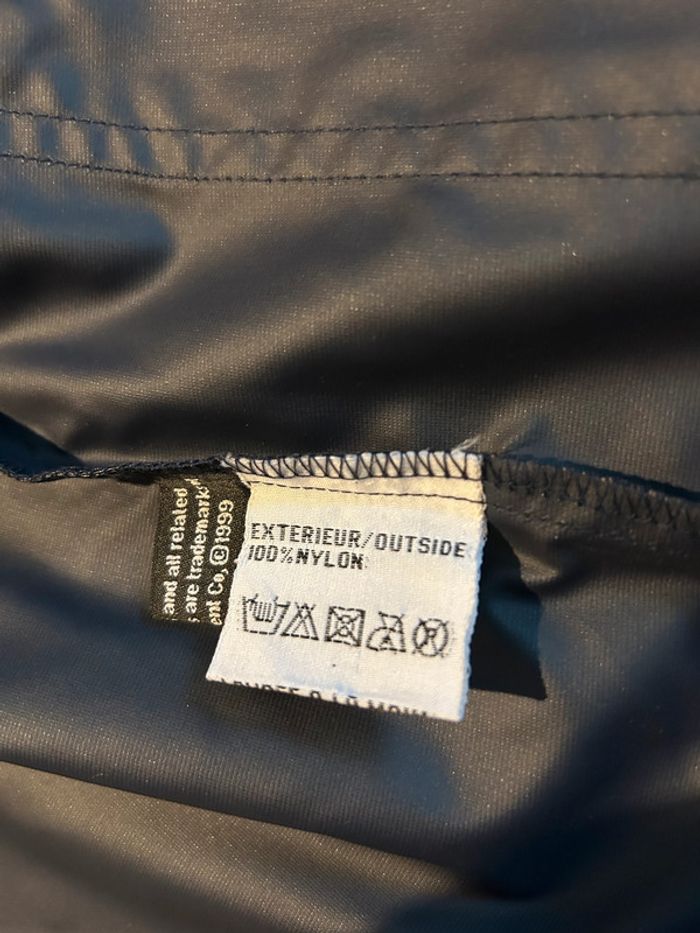 and all related
are trademark
ent Co, ©1999
EXTERIEUR/OUTSIDE
100%NYLON